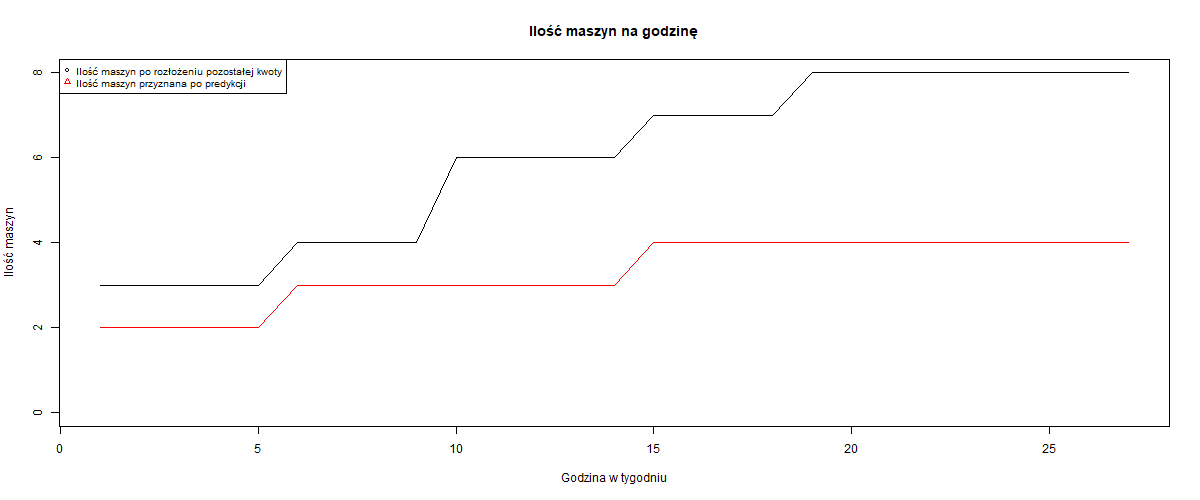 Ilość maszyn na godzinę
Ilość maszyn po rozłożeniu pozostałej kwoty
Ilość maszyn przyznana po predykcji
Ilość maszyn
8
6
4
2
0
0 5 10 15 20 25
Godzina w tygodniu